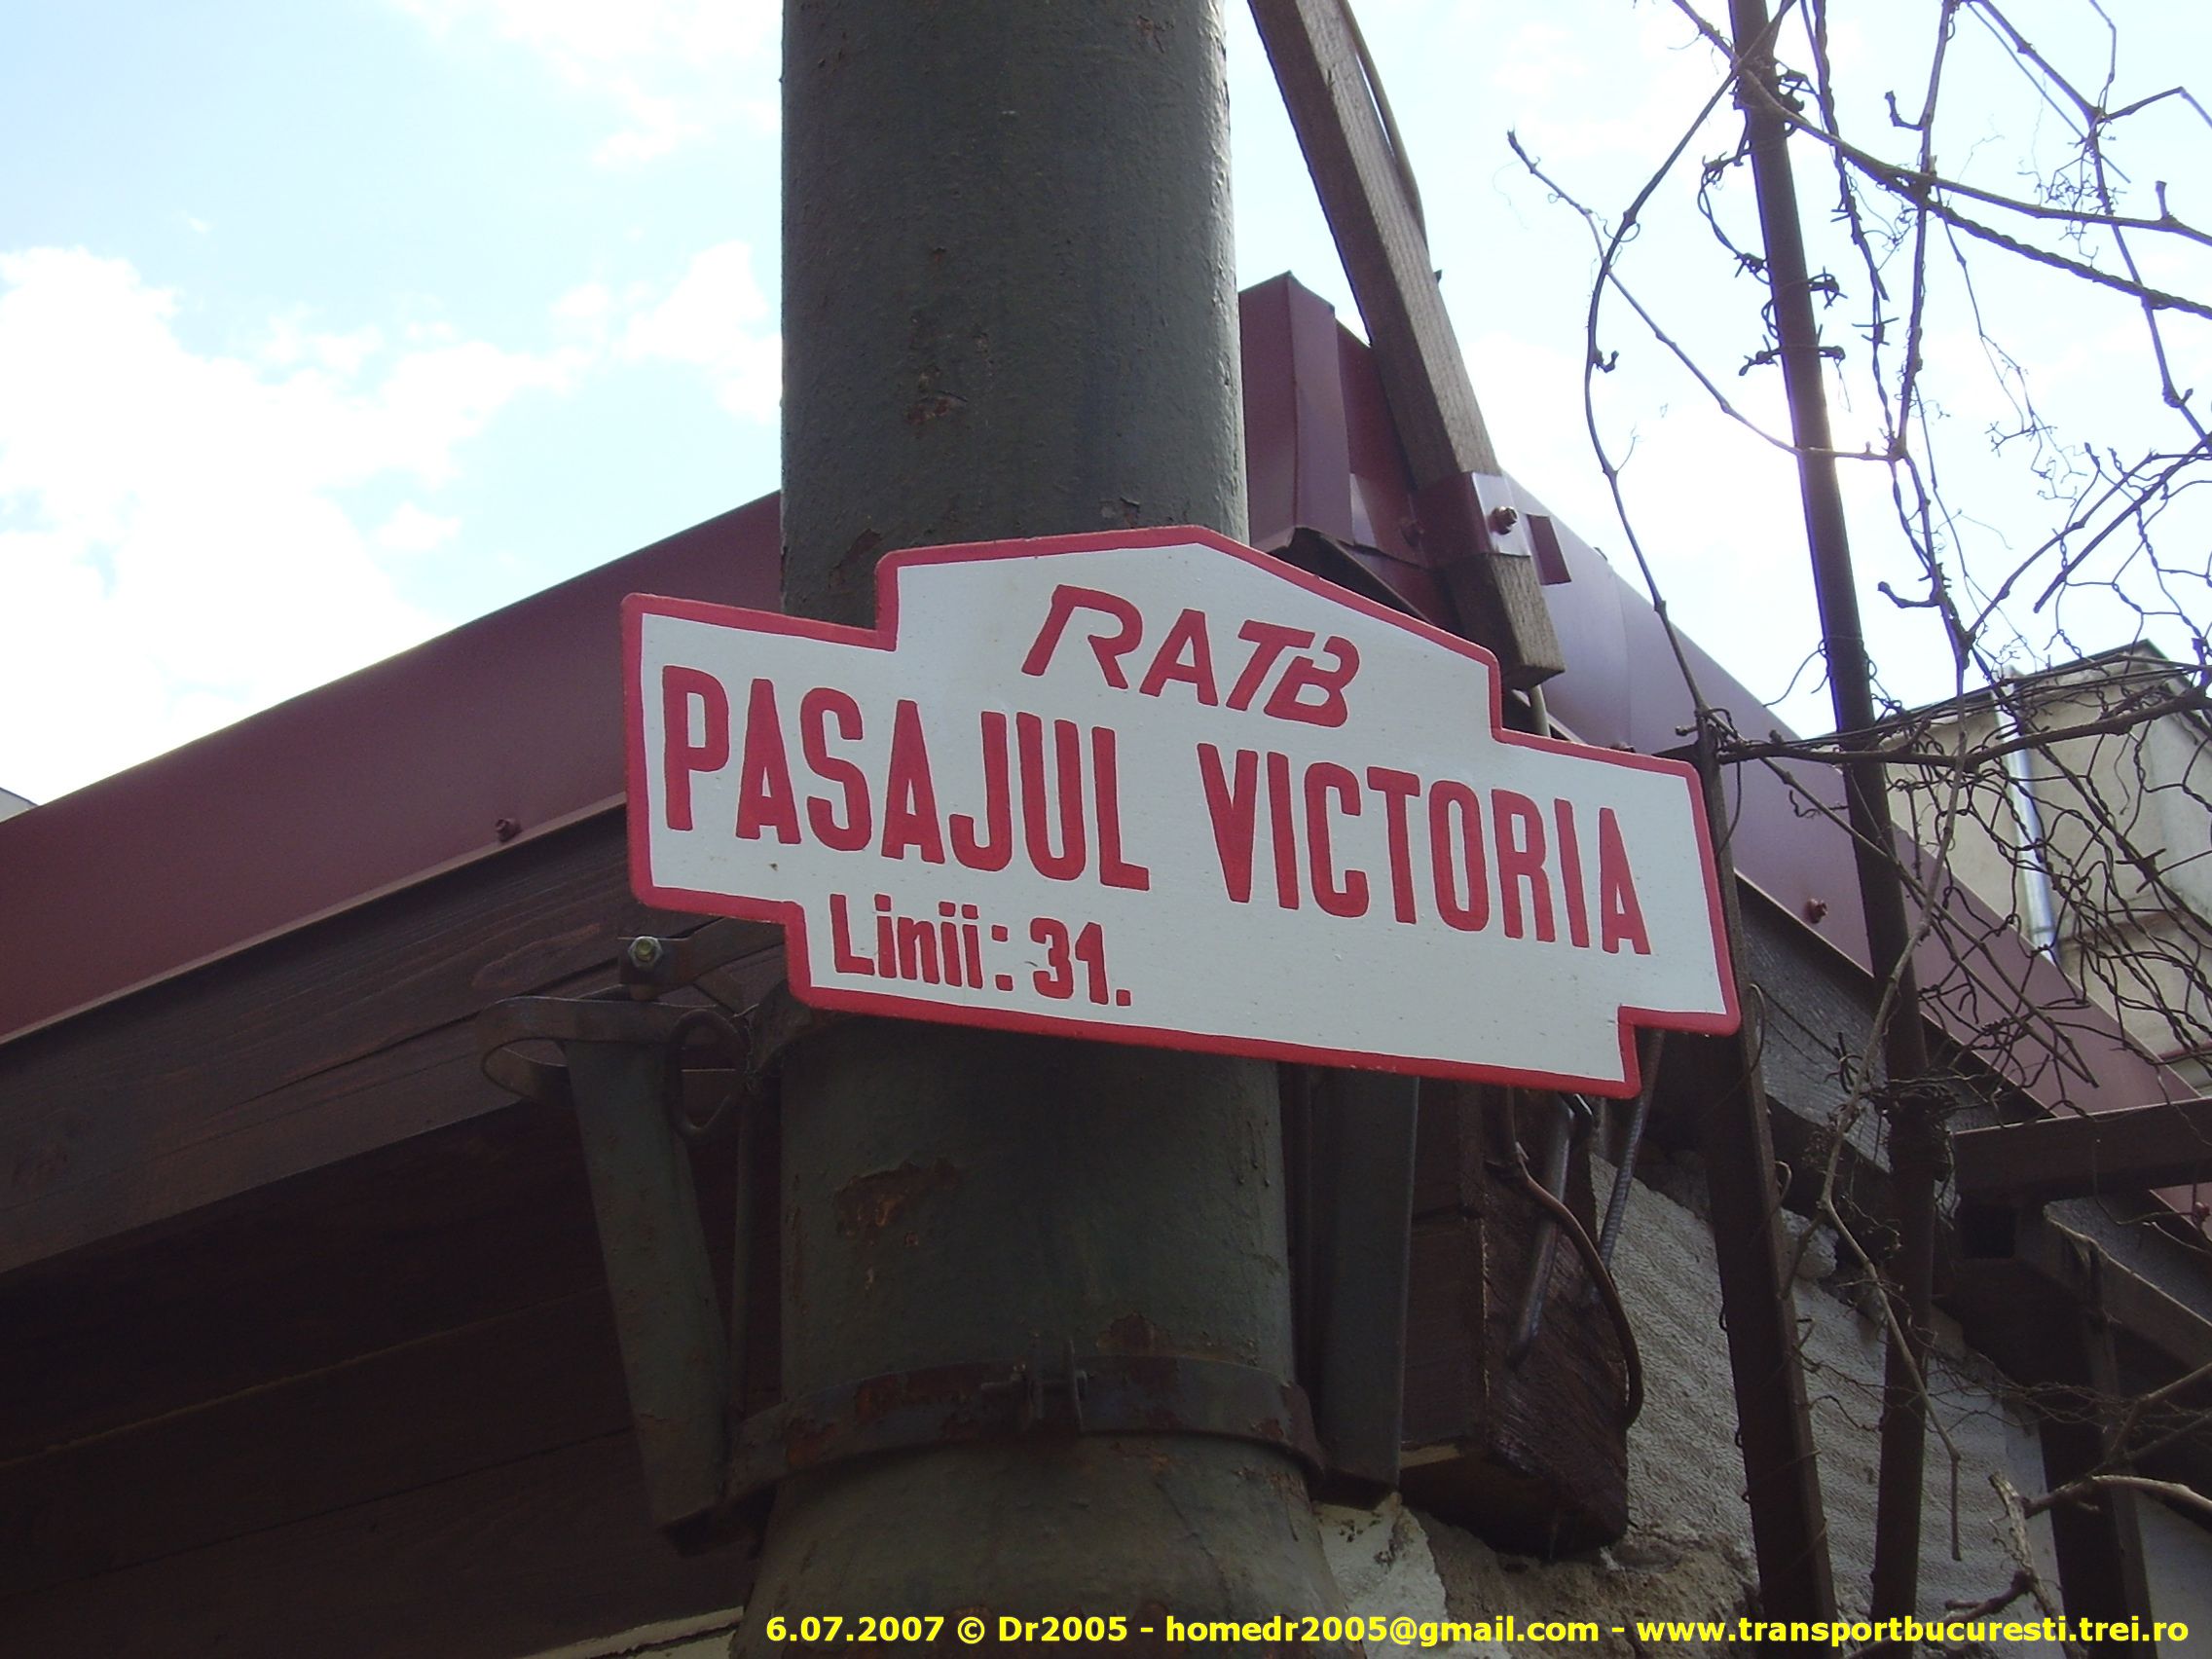 RATB
PASAJUL VICTORIA
Linii: 31.
6.07.2007 © Dr2005 - homedr2005@gmail.com - www.transportbucuresti.trei.ro